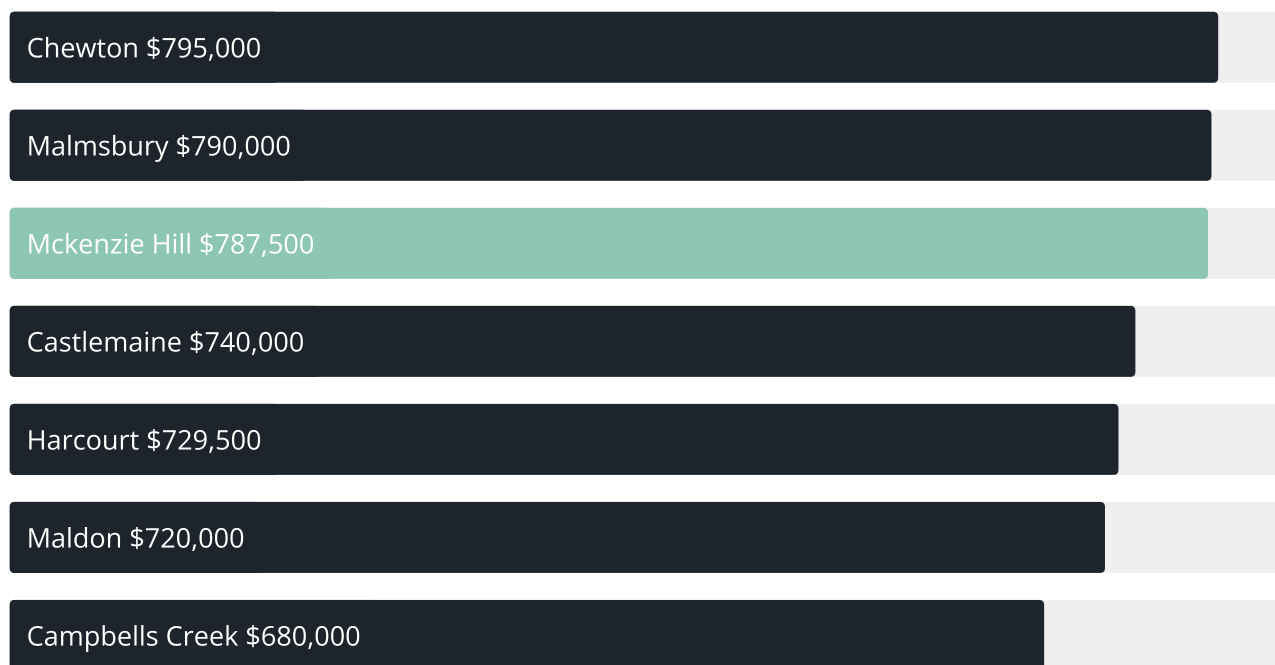 Chewton $795,000
Malmsbury $790,000
Mckenzie Hill $787,500
Castlemaine $740,000
Harcourt $729,500
Maldon $720,000
Campbells Creek $680,000